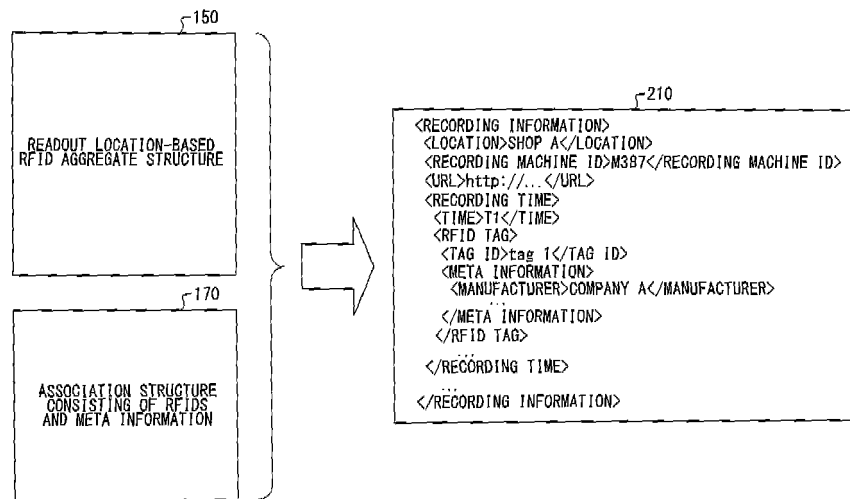 150
READOUT LOCATION-BASED
RFID AGGREGATE STRUCTURE
170
ASSOCIATION STRUCTURE
CONSISTING OF RFIDS
AND META INFORMATION
210
<RECORDING INFORMATION>
<LOCATION>SHOP A</LOCATION>
<RECORDING MACHINE ID>M387</RECORDING MACHINE ID>
<URL>http://...</URL>
<RECORDING TIME>
<TIME>T1</TIME>
<RFID TAG>
<TAG ID>tag 1</TAG ID>
<META INFORMATION>
<MANUFACTURER>COMPANY A</MANUFACTURER>
...
</META INFORMATION>
</RFID TAG>
...
</RECORDING TIME>
...
</RECORDING INFORMATION>